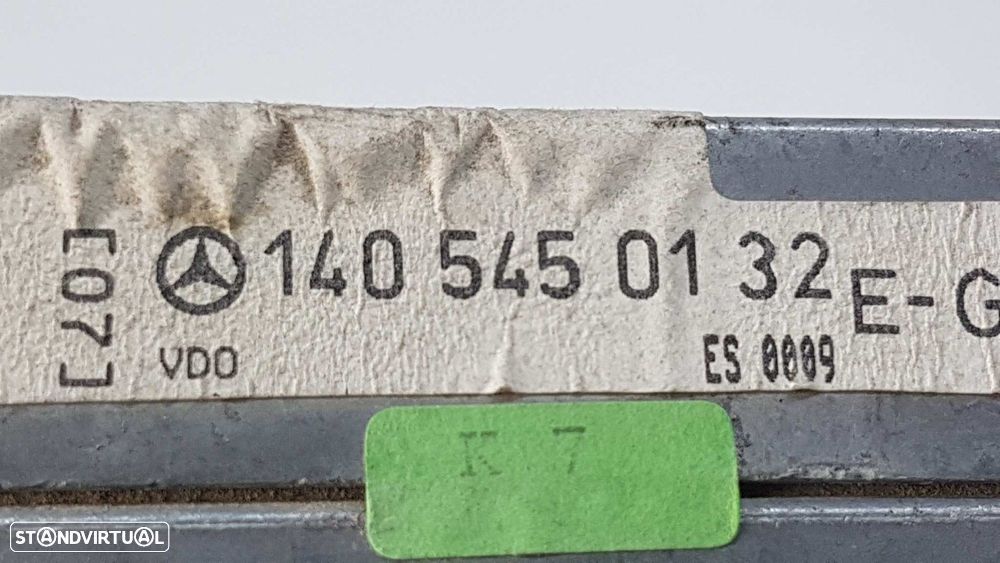 [07]
140 545 01 32
E-G
VDO
ES 0009
K 7
STANDVIRTUAL